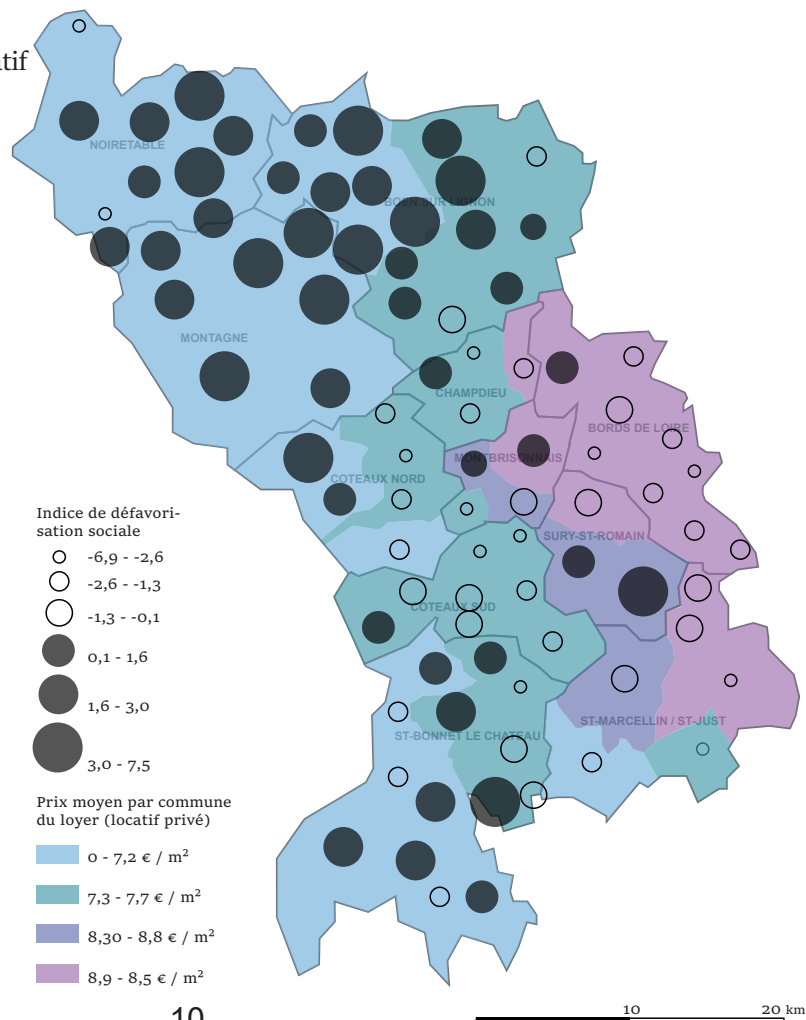 atif
NOIRETABLE
BOEN SUR LIGNON
MONTAGNE
CHAMPDIEU
BORDS DE LOIRE
MONTBRISONNAIS
COTEAUX NORD
SURY-ST-ROMAIN
COTEAUX SUD
ST-MARCELLIN / ST-JUST
ST-BONNET LE CHATEAU
Indice de défavori-
sation sociale
-6,9 - -2,6
-2,6 - -1,3
-1,3 - -0,1
0,1 - 1,6
1,6 - 3,0
3,0 - 7,5
Prix moyen par commune
du loyer (locatif privé)
0 - 7,2 € / m²
7,3 - 7,7 € / m²
8,30 - 8,8 € / m²
8,9 - 8,5 € / m²
10
10
20 km